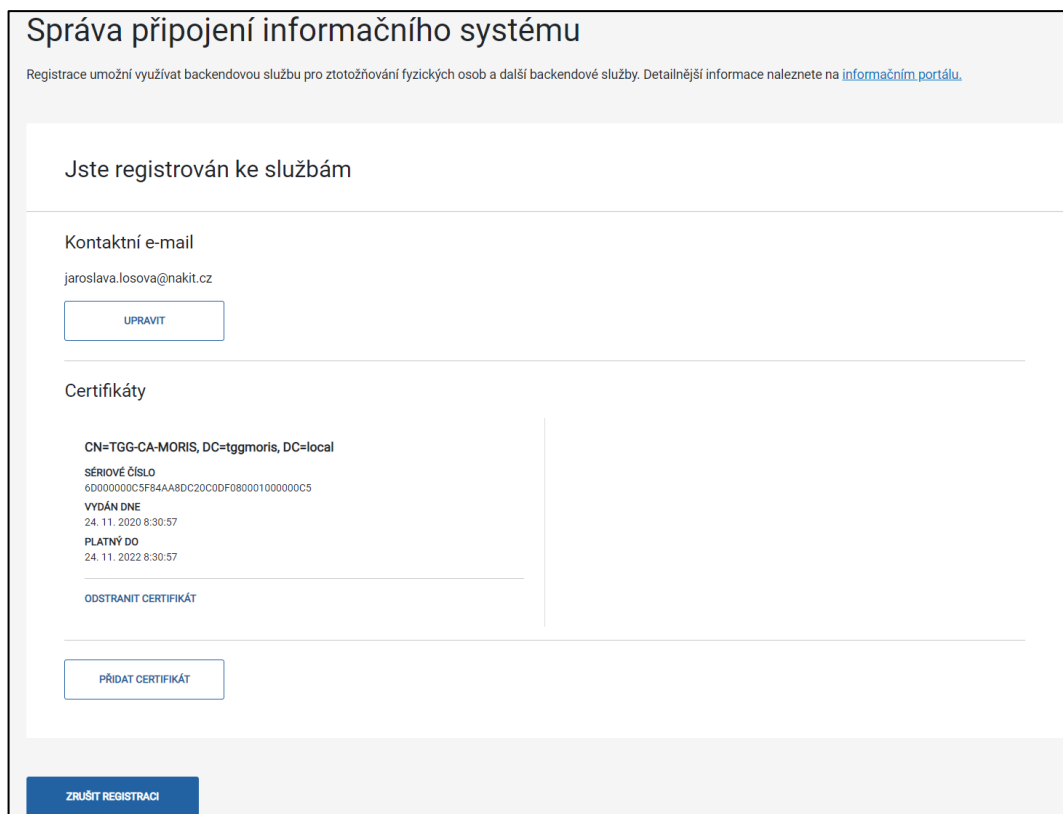 Správa připojení informačního systému
Registrace umožní využívat backendovou službu pro ztotožňování fyzických osob a další backendové služby. Detailnější informace naleznete na informačním portálu.
Jste registrován ke službám
Kontaktní e-mail
jaroslava.losova@nakit.cz
UPRAVIT
Certifikáty
CN=TGG-CA-MORIS, DC=tggmoris, DC=local
SÉRIOVÉ ČÍSLO
6D000000C5F84AA8DC20C0DF080001000000C5
VYDÁN DNE
24. 11. 2020 8:30:57
PLATNÝ DO
24. 11. 2022 8:30:57
ODSTRANIT CERTIFIKÁT
PŘIDAT CERTIFIKÁT
ZRUŠIT REGISTRACI